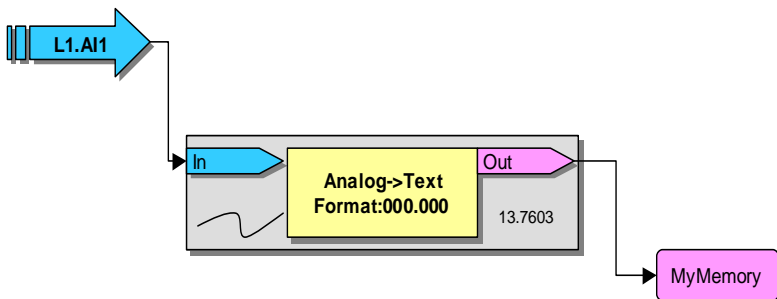 L1.AI1
In
Analog->Text
Format:000.000
Out
13.7603
MyMemory